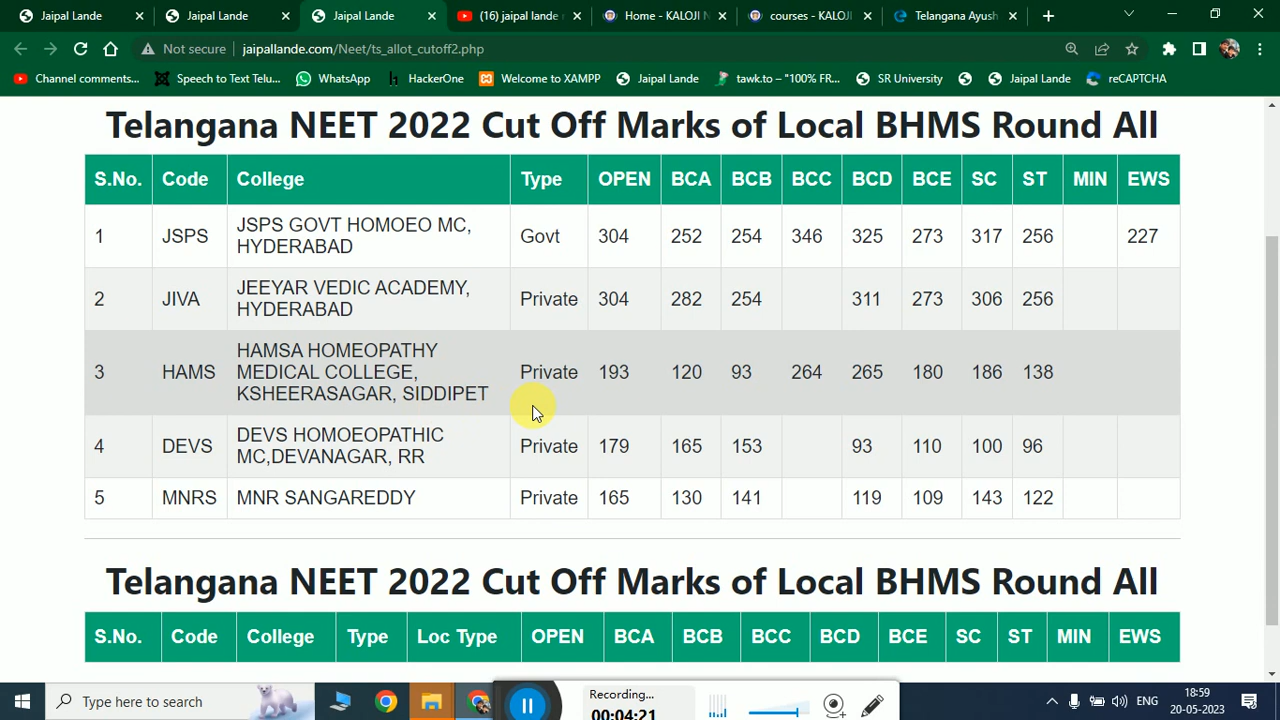 Jaipal Lande
Jaipal Lande
Jaipal Lande
(16) jaipal lande
Home - KALOJI N
courses - KALOJI
Telangana Ayush
Not secure jaipallande.com/Neet/ts_allot_cutoff2.php
Channel comments...
Speech to Text Telu...
WhatsApp
HackerOne
Welcome to XAMPP
Jaipal Lande
tawk.to – "100% FR...
SR University
Jaipal Lande
reCAPTCHA
Telangana NEET 2022 Cut Off Marks of Local BHMS Round All
S.No. Code College Type OPEN BCA BCB BCC BCD BCE SC ST MIN EWS
1 JSPS JSPS GOVT HOMOEO MC,
HYDERABAD Govt 304 252 254 346 325 273 317 256 227
2 JIVA JEEYAR VEDIC ACADEMY,
HYDERABAD Private 304 282 254 311 273 306 256
3 HAMS HAMSA HOMEOPATHY
MEDICAL COLLEGE,
KSHEERASAGAR, SIDDIPET Private 193 120 93 264 265 180 186 138
4 DEVS DEVS HOMOEOPATHIC
MC,DEVANAGAR, RR Private 179 165 153 93 110 100 96
5 MNRS MNR SANGAREDDY Private 165 130 141 119 109 143 122
Telangana NEET 2022 Cut Off Marks of Local BHMS Round All
S.No. Code College Type Loc Type OPEN BCA BCB BCC BCD BCE SC ST MIN EWS
Type here to search
Recording...
00:04:21
ENG
18:59
20-05-2023